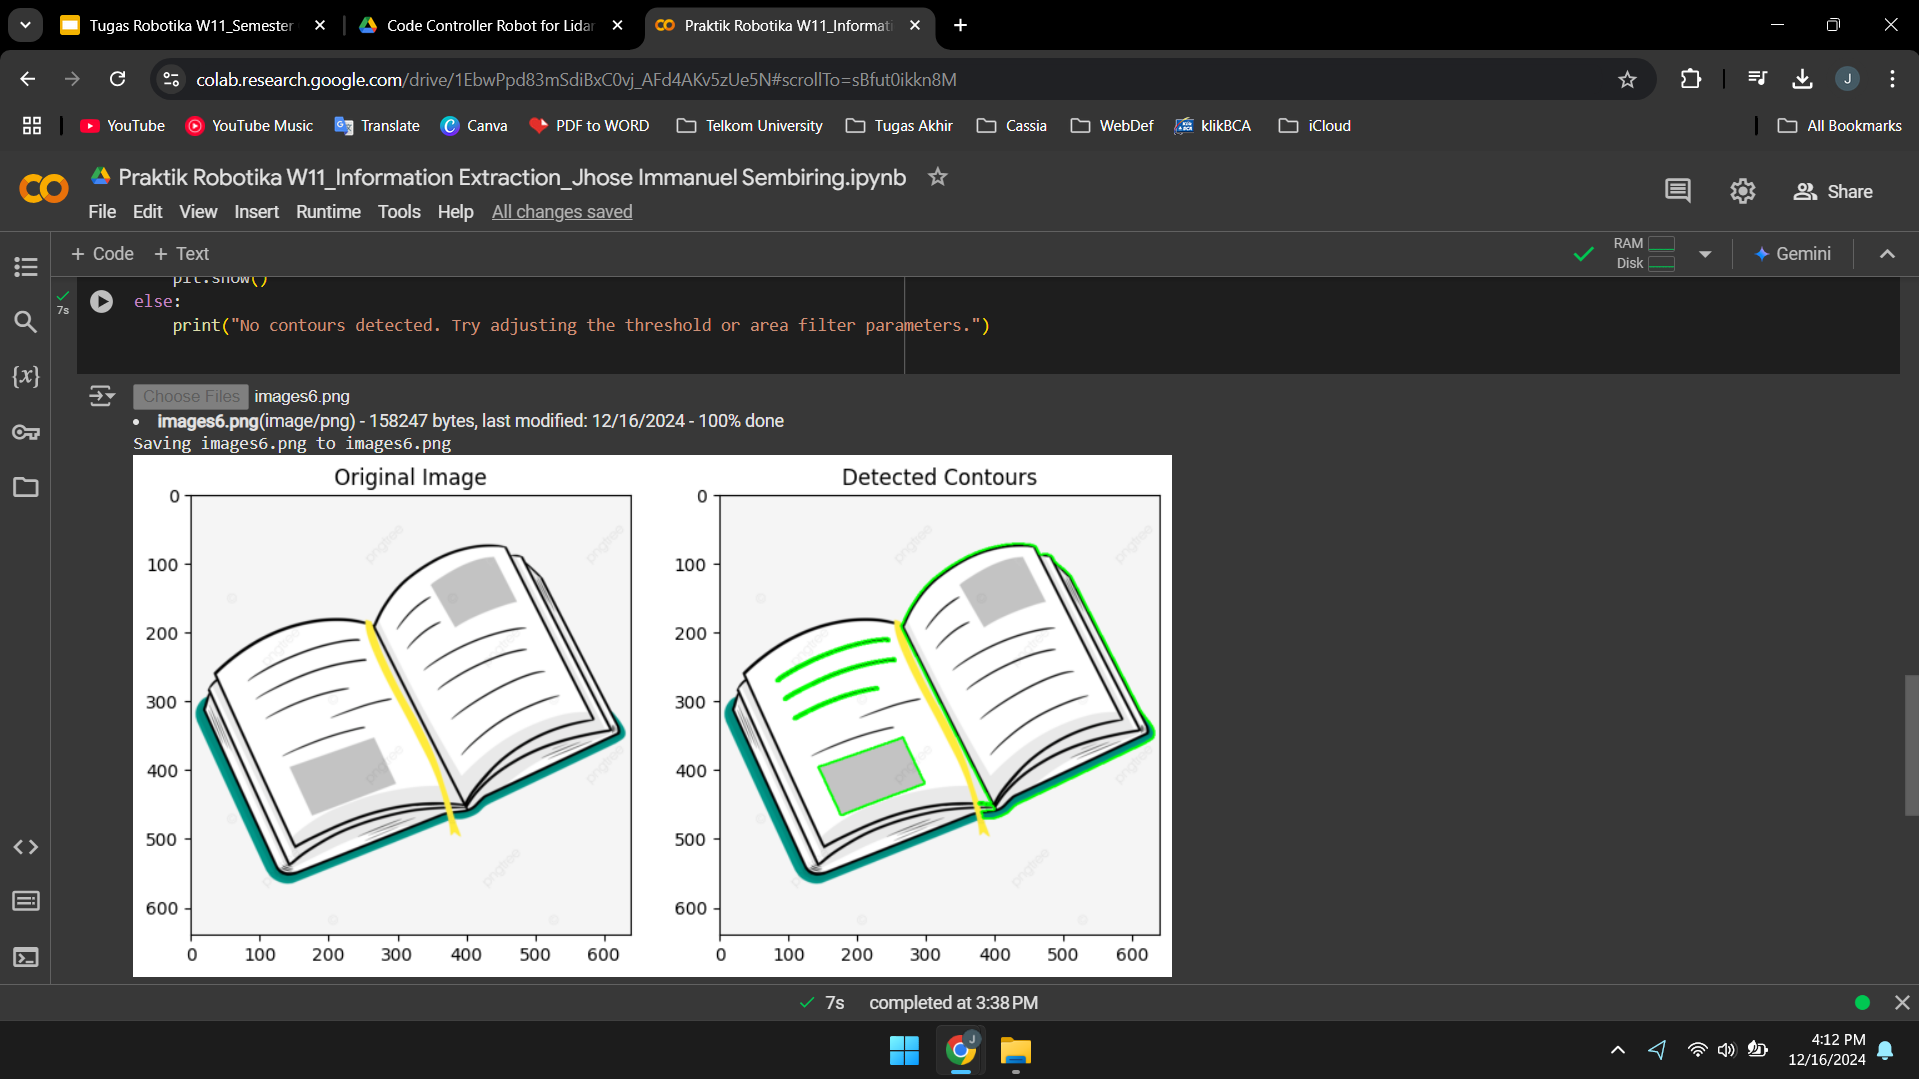 Tugas Robotika W11_Semester
Code Controller Robot for Lidar
Praktik Robotika W11_Informati
colab.research.google.com/drive/1EbwPpd83mSdiBxC0vj_AFd4AKv5zUe5N#scrollTo=sBfut0ikkn8M
J
YouTube
YouTube Music
Translate
Canva
PDF to WORD
Telkom University
Tugas Akhir
Cassia
WebDef
klikBCA
iCloud
All Bookmarks
Praktik Robotika W11_Information Extraction_Jhose Immanuel Sembiring.ipynb
Share
File Edit View Insert Runtime Tools Help All changes saved
+ Code + Text
RAM
Disk
Gemini
plt.show()
7s
else:
print("No contours detected. Try adjusting the threshold or area filter parameters.")
{x}
Choose Files images6.png
• images6.png(image/png) - 158247 bytes, last modified: 12/16/2024 - 100% done
Saving images6.png to images6.png
Original Image
Detected Contours
0
100
200
300
400
500
600
0 100 200 300 400 500 600
0
100
200
300
400
500
600
0 100 200 300 400 500 600
pngtree
7s completed at 3:38 PM
J
4:12 PM
12/16/2024